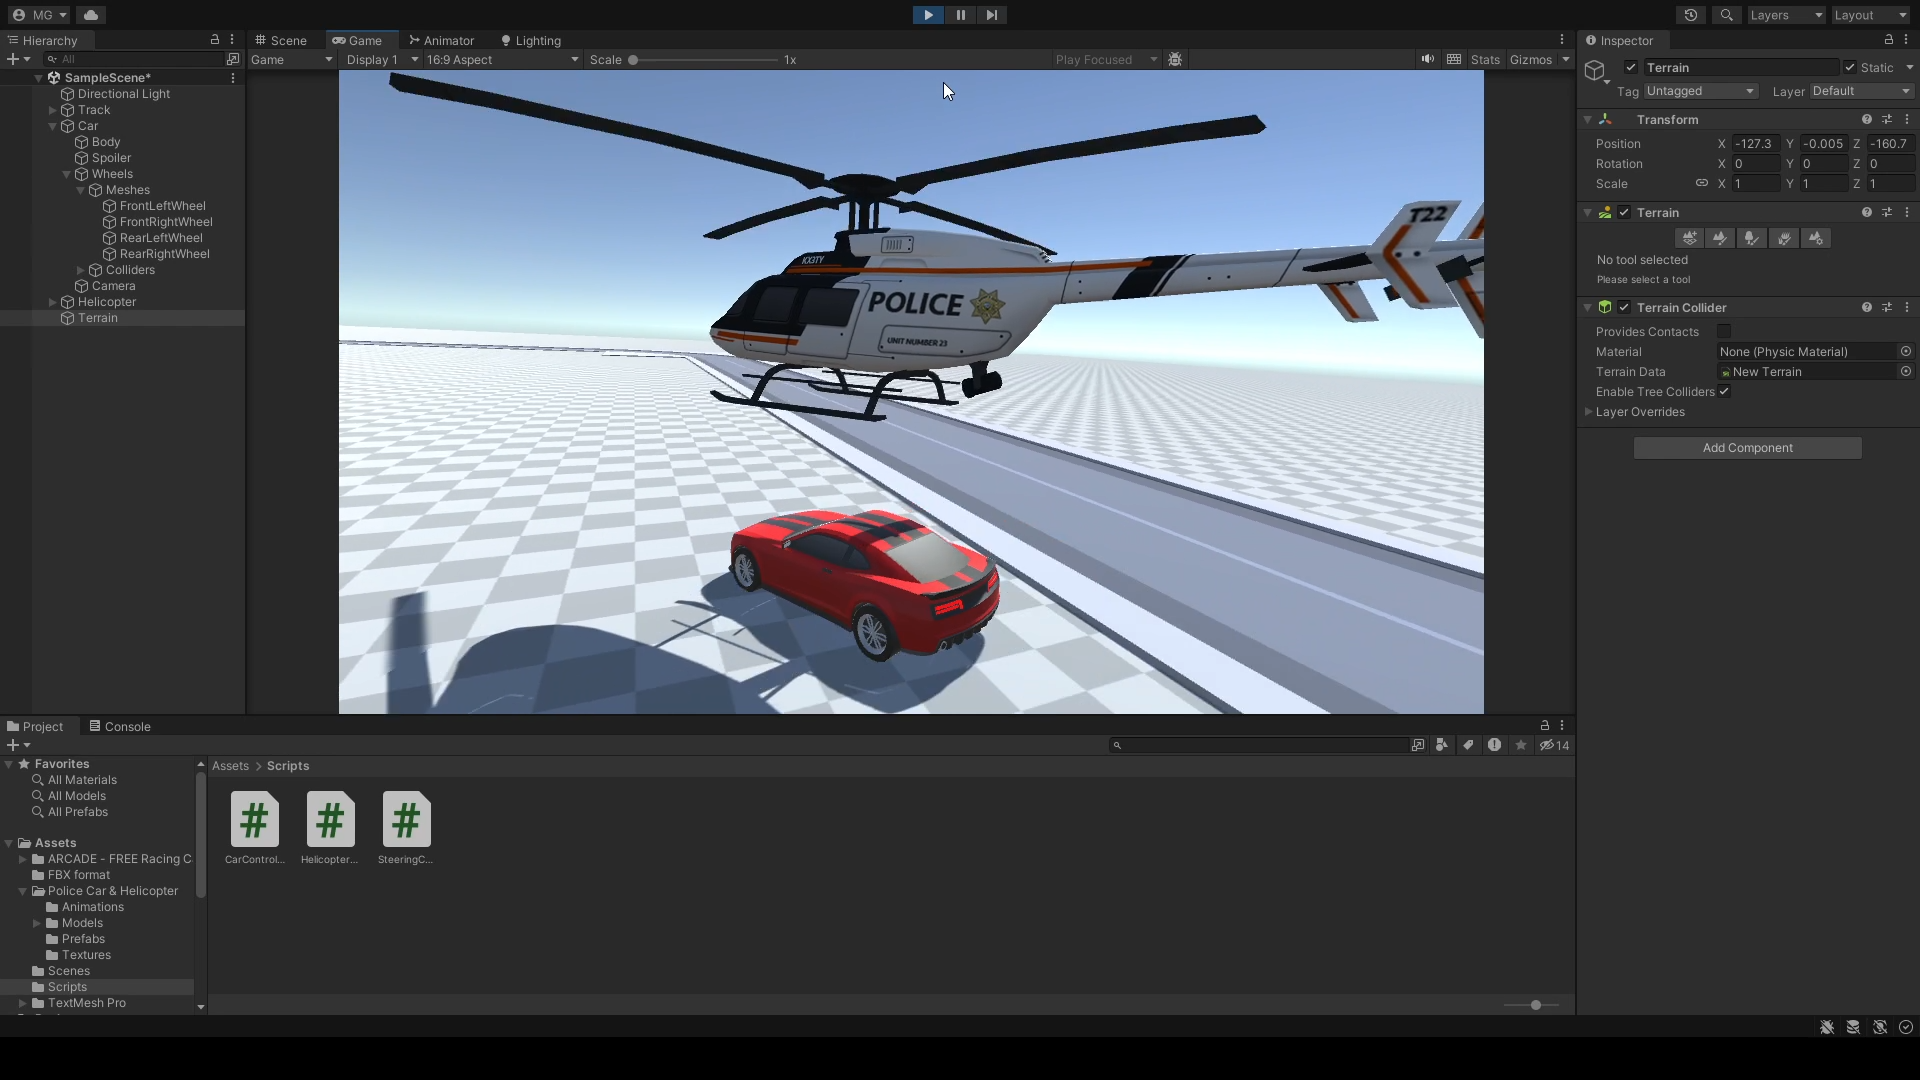 MG
Layers
Layout
Hierarchy
All
SampleScene*
Directional Light
Track
Car
Body
Spoiler
Wheels
Meshes
FrontLeftWheel
FrontRightWheel
RearLeftWheel
RearRightWheel
Colliders
Camera
Helicopter
Terrain
Scene
Game
Animator
Lighting
Game
Display 1
16:9 Aspect
Scale
1x
Play Focused
Stats
Gizmos
T22
POLICE
UNIT NUMBER 23
Inspector
Terrain
Static
Tag
Untagged
Layer
Default
Transform
Position X -127.3 Y -0.005 Z -160.7
Rotation X 0 Y 0 Z 0
Scale X 1 Y 1 Z 1
Terrain
No tool selected
Please select a tool
Terrain Collider
Provides Contacts
Material None (Physic Material)
Terrain Data New Terrain
Enable Tree Colliders
Layer Overrides
Add Component
Project
Console
14
Favorites
All Materials
All Models
All Prefabs
Assets
ARCADE - FREE Racing C
FBX format
Police Car & Helicopter
Animations
Models
Prefabs
Textures
Scenes
Scripts
TextMesh Pro
Assets > Scripts
#
#
#
CarControl...
Helicopter...
SteeringC...